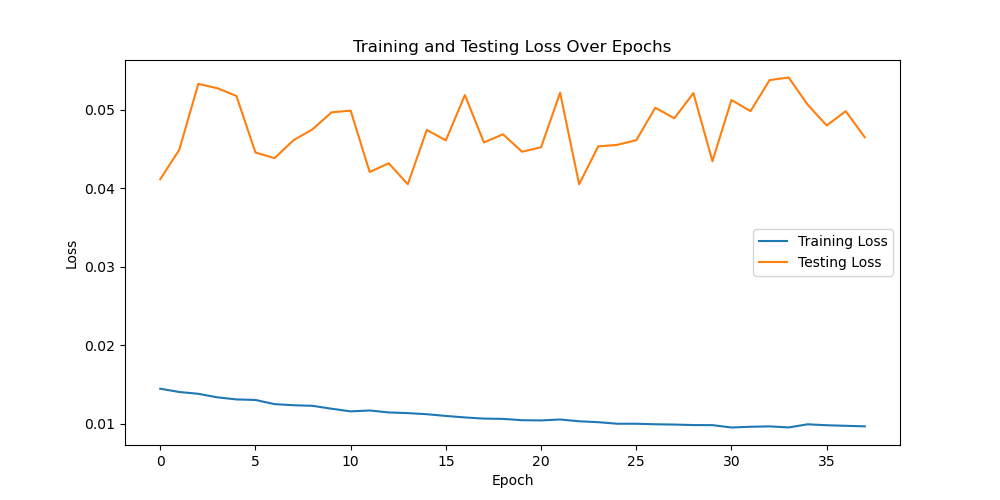 Training and Testing Loss Over Epochs
0.05
0.04
0.03
0.02
0.01
Loss
Training Loss
Testing Loss
0 5 10 15 20 25 30 35
Epoch